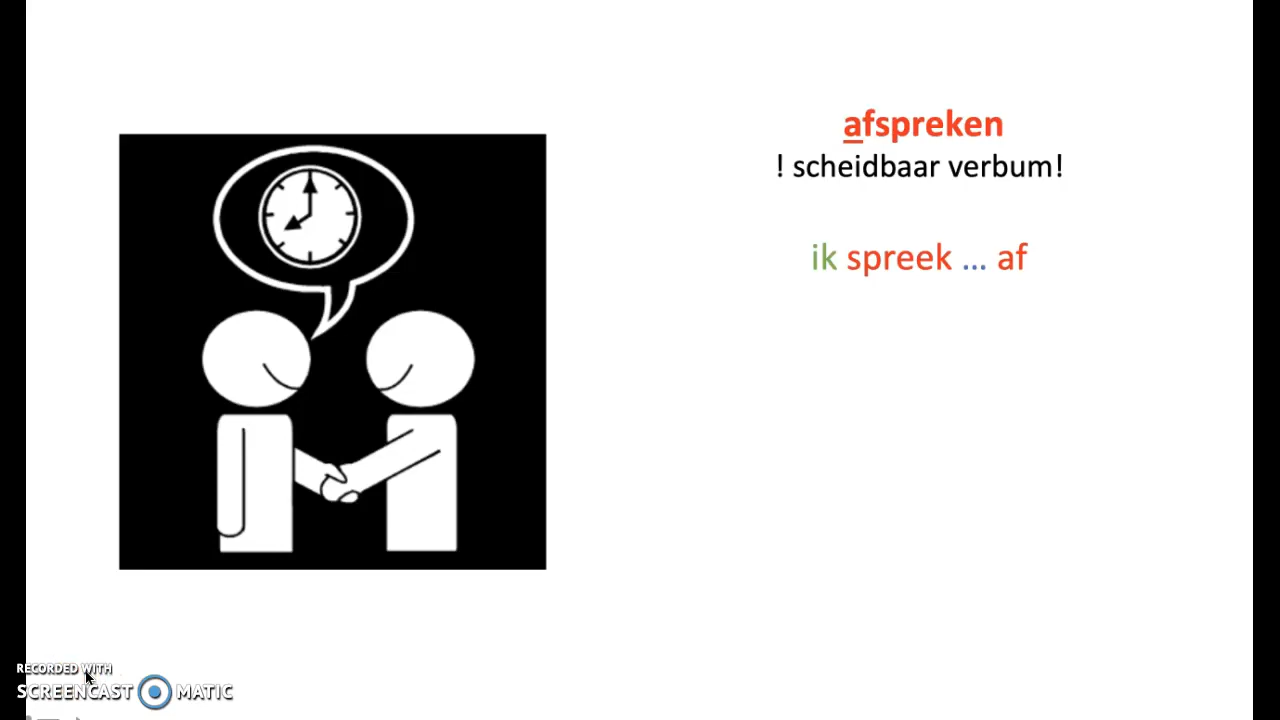 afspreken
! scheidbaar verbum!
ik spreek ... af
RECORDED WITH
SCREENCAST MATIC